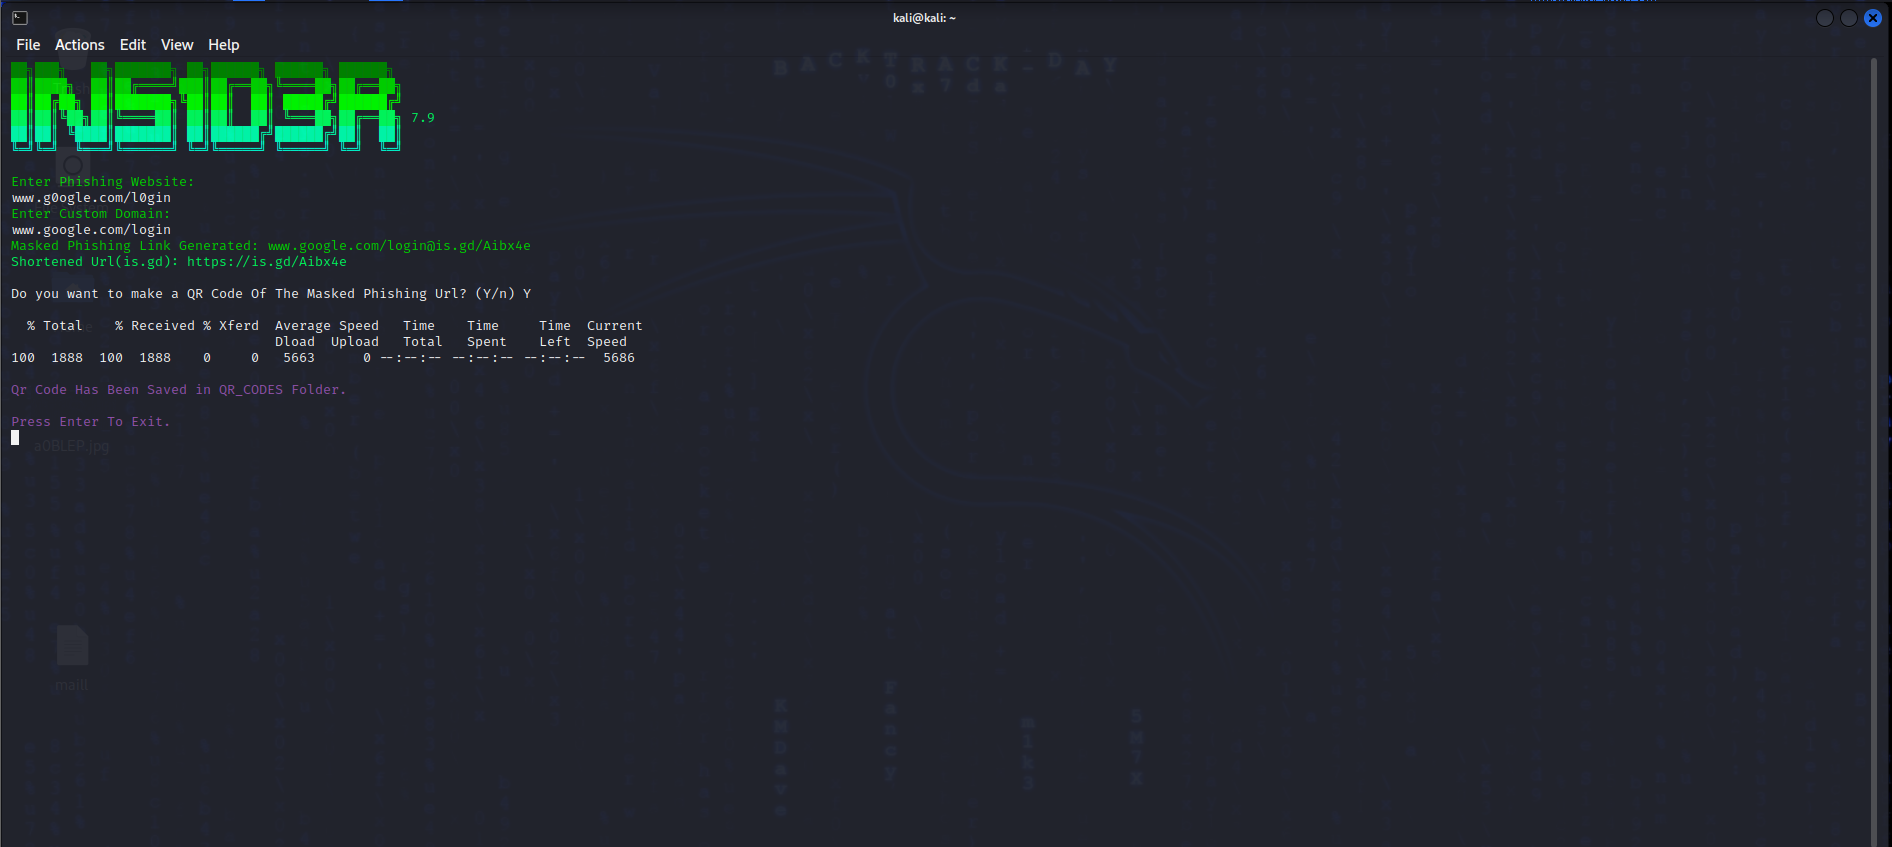 kali@kali: ~
File Actions Edit View Help
BACKTRACK-DAY
INS1D3R 7.9
Enter Phishing Website:
www.g0ogle.com/l0gin
Enter Custom Domain:
www.google.com/login
Masked Phishing Link Generated: www.google.com/login@is.gd/Aibx4e
Shortened Url(is.gd): https://is.gd/Aibx4e
Do you want to make a QR Code Of The Masked Phishing Url? (Y/n) Y
% Total % Received % Xferd Average Speed Time Time Time Current
Dload Upload Total Spent Left Speed
100 1888 100 1888 0 0 5663 0 --:--:-- --:--:-- --:--:-- 5686
Qr Code Has Been Saved in QR_CODES Folder.
Press Enter To Exit.
a0BLEP.jpg
maill